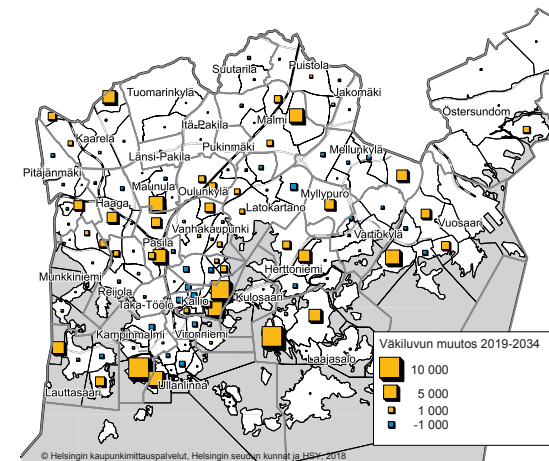 Suutarila
Puistola
Tuomarinkylä
Jakomäki
Östersundom
Itä-Pakila
Malmi
Kaarela
Pukinmäki
Länsi-Pakila
Mellunkylä
Pitäjänmäki
Maunula
Oulunkylä
Myllypuro
Haaga
Latokartano
Vuosaari
Vanhakaupunki
Vartiokylä
Pasila
Herttoniemi
Munkkiniemi
Reijola
Kallio
Kulosaari
Taka-Töölö
Kampinmalmi
Vironniemi
Laajasalo
Ullanlinna
Lauttasaari
Väkiluvun muutos 2019-2034
10 000
5 000
1 000
-1 000
© Helsingin kaupunkimittauspalvelut, Helsingin seudun kunnat ja HSY, 2018